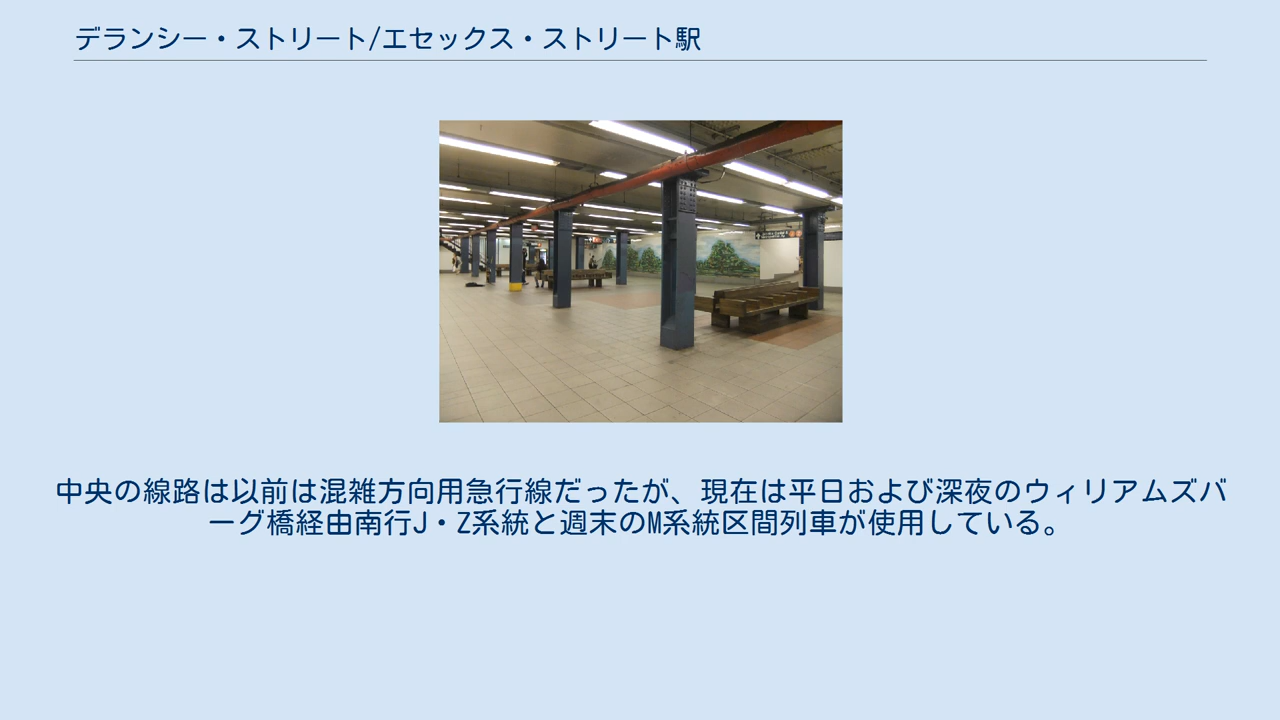 デランシー・ストリート/エセックス・ストリート駅
中央の線路は以前は混雑方向用急行線だったが、現在は平日および深夜のウィリアムズバ
ーグ橋経由南行J・Z系統と週末のM系統区間列車が使用している。